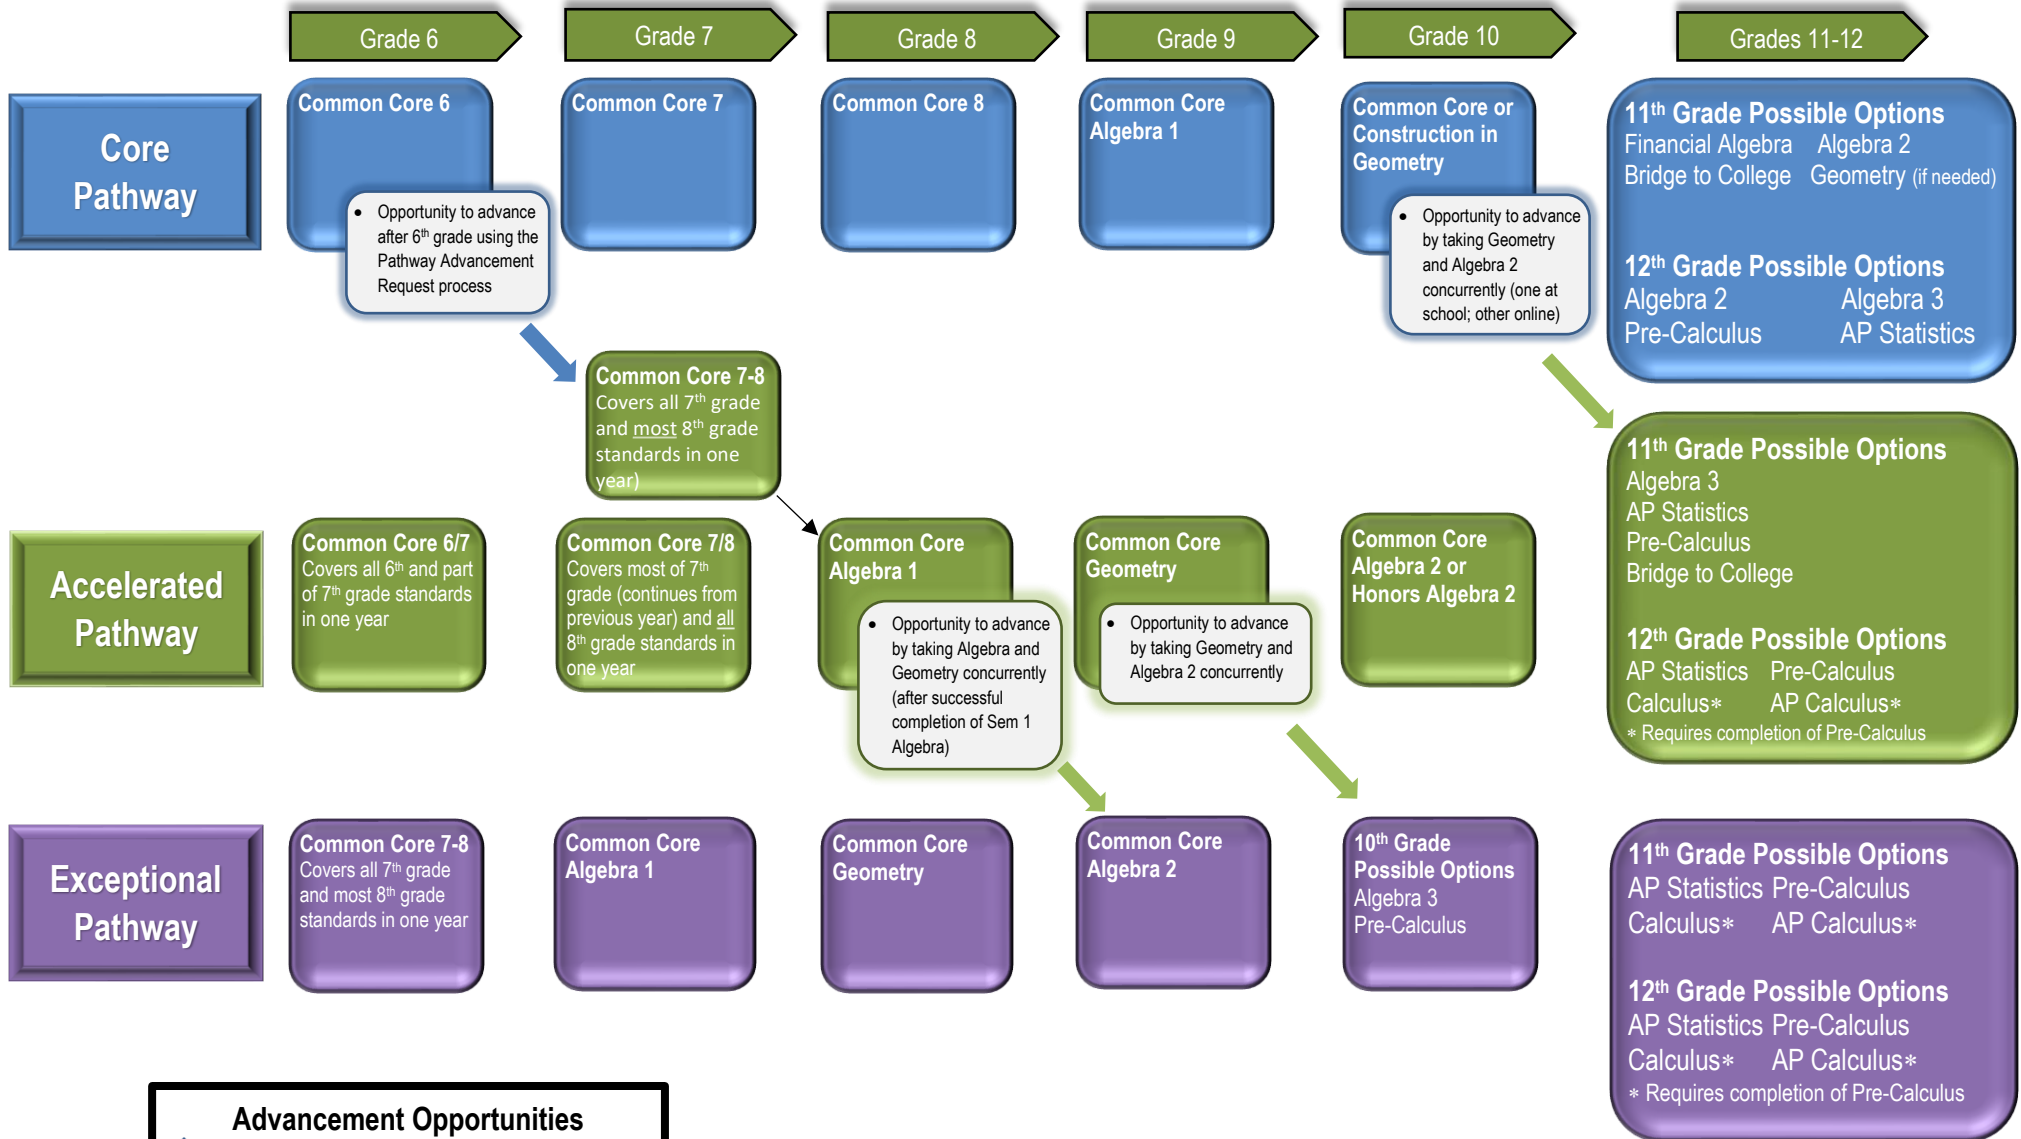 Grade 6
Grade 7
Grade 8
Grade 9
Grade 10
Grades 11-12
Core
Pathway
Common Core 6
• Opportunity to advance
after 6th grade using the
Pathway Advancement
Request process
Common Core 7
Common Core 8
Common Core
Algebra 1
Common Core or
Construction in
Geometry
• Opportunity to advance
by taking Geometry
and Algebra 2
concurrently (one at
school; other online)
11th Grade Possible Options
Financial Algebra Algebra 2
Bridge to College Geometry (if needed)
12th Grade Possible Options
Algebra 2 Algebra 3
Pre-Calculus AP Statistics
Common Core 7-8
Covers all 7th grade
and most 8th grade
standards in one
year)
Accelerated
Pathway
Common Core 6/7
Covers all 6th and part
of 7th grade standards
in one year
Common Core 7/8
Covers most of 7th
grade (continues from
previous year) and all
8th grade standards in
one year
Common Core
Algebra 1
• Opportunity to advance
by taking Algebra and
Geometry concurrently
(after successful
completion of Sem 1
Algebra)
Common Core
Geometry
• Opportunity to advance
by taking Geometry and
Algebra 2 concurrently
Common Core
Algebra 2 or
Honors Algebra 2
11th Grade Possible Options
Algebra 3
AP Statistics
Pre-Calculus
Bridge to College
12th Grade Possible Options
AP Statistics Pre-Calculus
Calculus* AP Calculus*
* Requires completion of Pre-Calculus
Exceptional
Pathway
Common Core 7-8
Covers all 7th grade
and most 8th grade
standards in one year
Common Core
Algebra 1
Common Core
Geometry
Common Core
Algebra 2
10th Grade
Possible Options
Algebra 3
Pre-Calculus
11th Grade Possible Options
AP Statistics Pre-Calculus
Calculus* AP Calculus*
12th Grade Possible Options
AP Statistics Pre-Calculus
Calculus* AP Calculus*
* Requires completion of Pre-Calculus
Advancement Opportunities